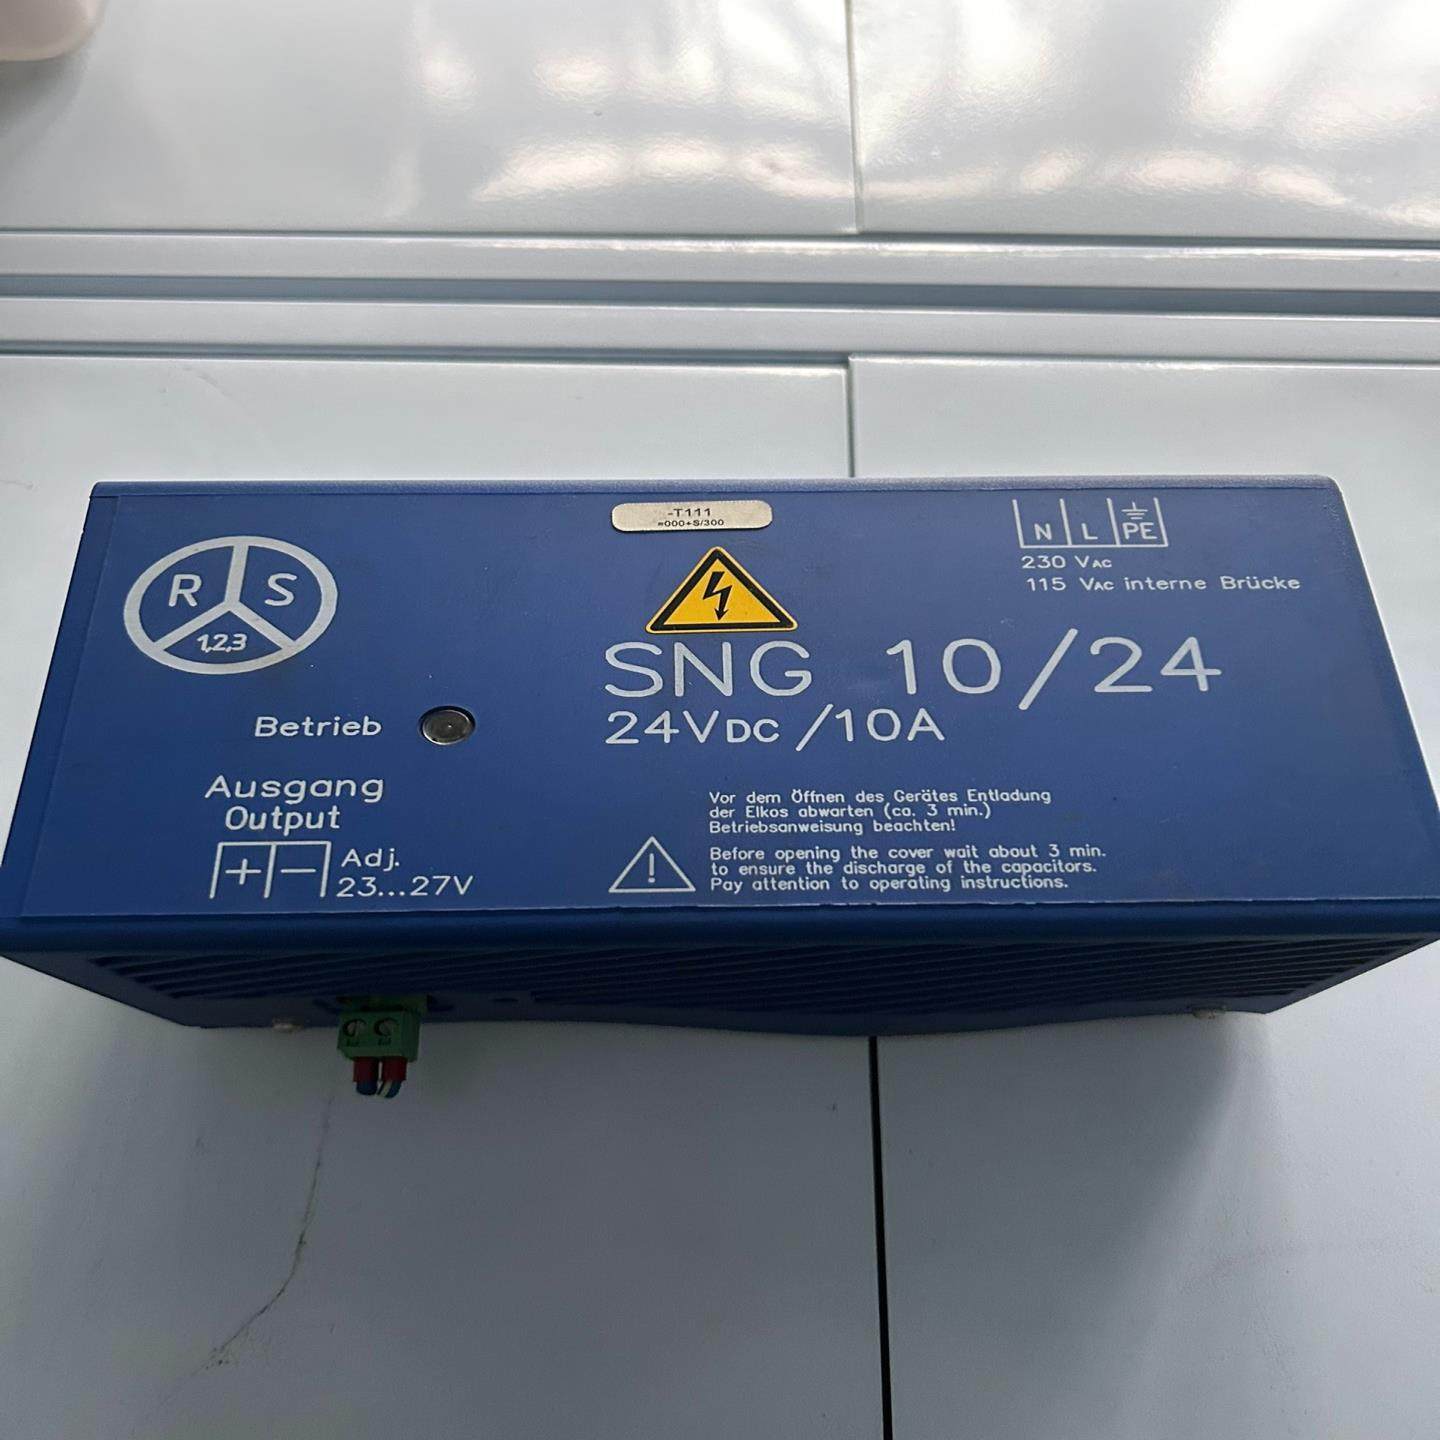 -T111
=000+S/300
N L PE
230 VAC
115 VAC interne Brücke
R S
1,2,3
SNG 10/24
24VDC /10A
Betrieb
Ausgang
Output
+ - Adj.
23...27V
Vor dem Öffnen des Gerätes Entladung
der Elkos abwarten (ca. 3 min.)
Betriebsanweisung beachten!
! Before opening the cover wait about 3 min.
to ensure the discharge of the capacitors.
Pay attention to operating instructions.